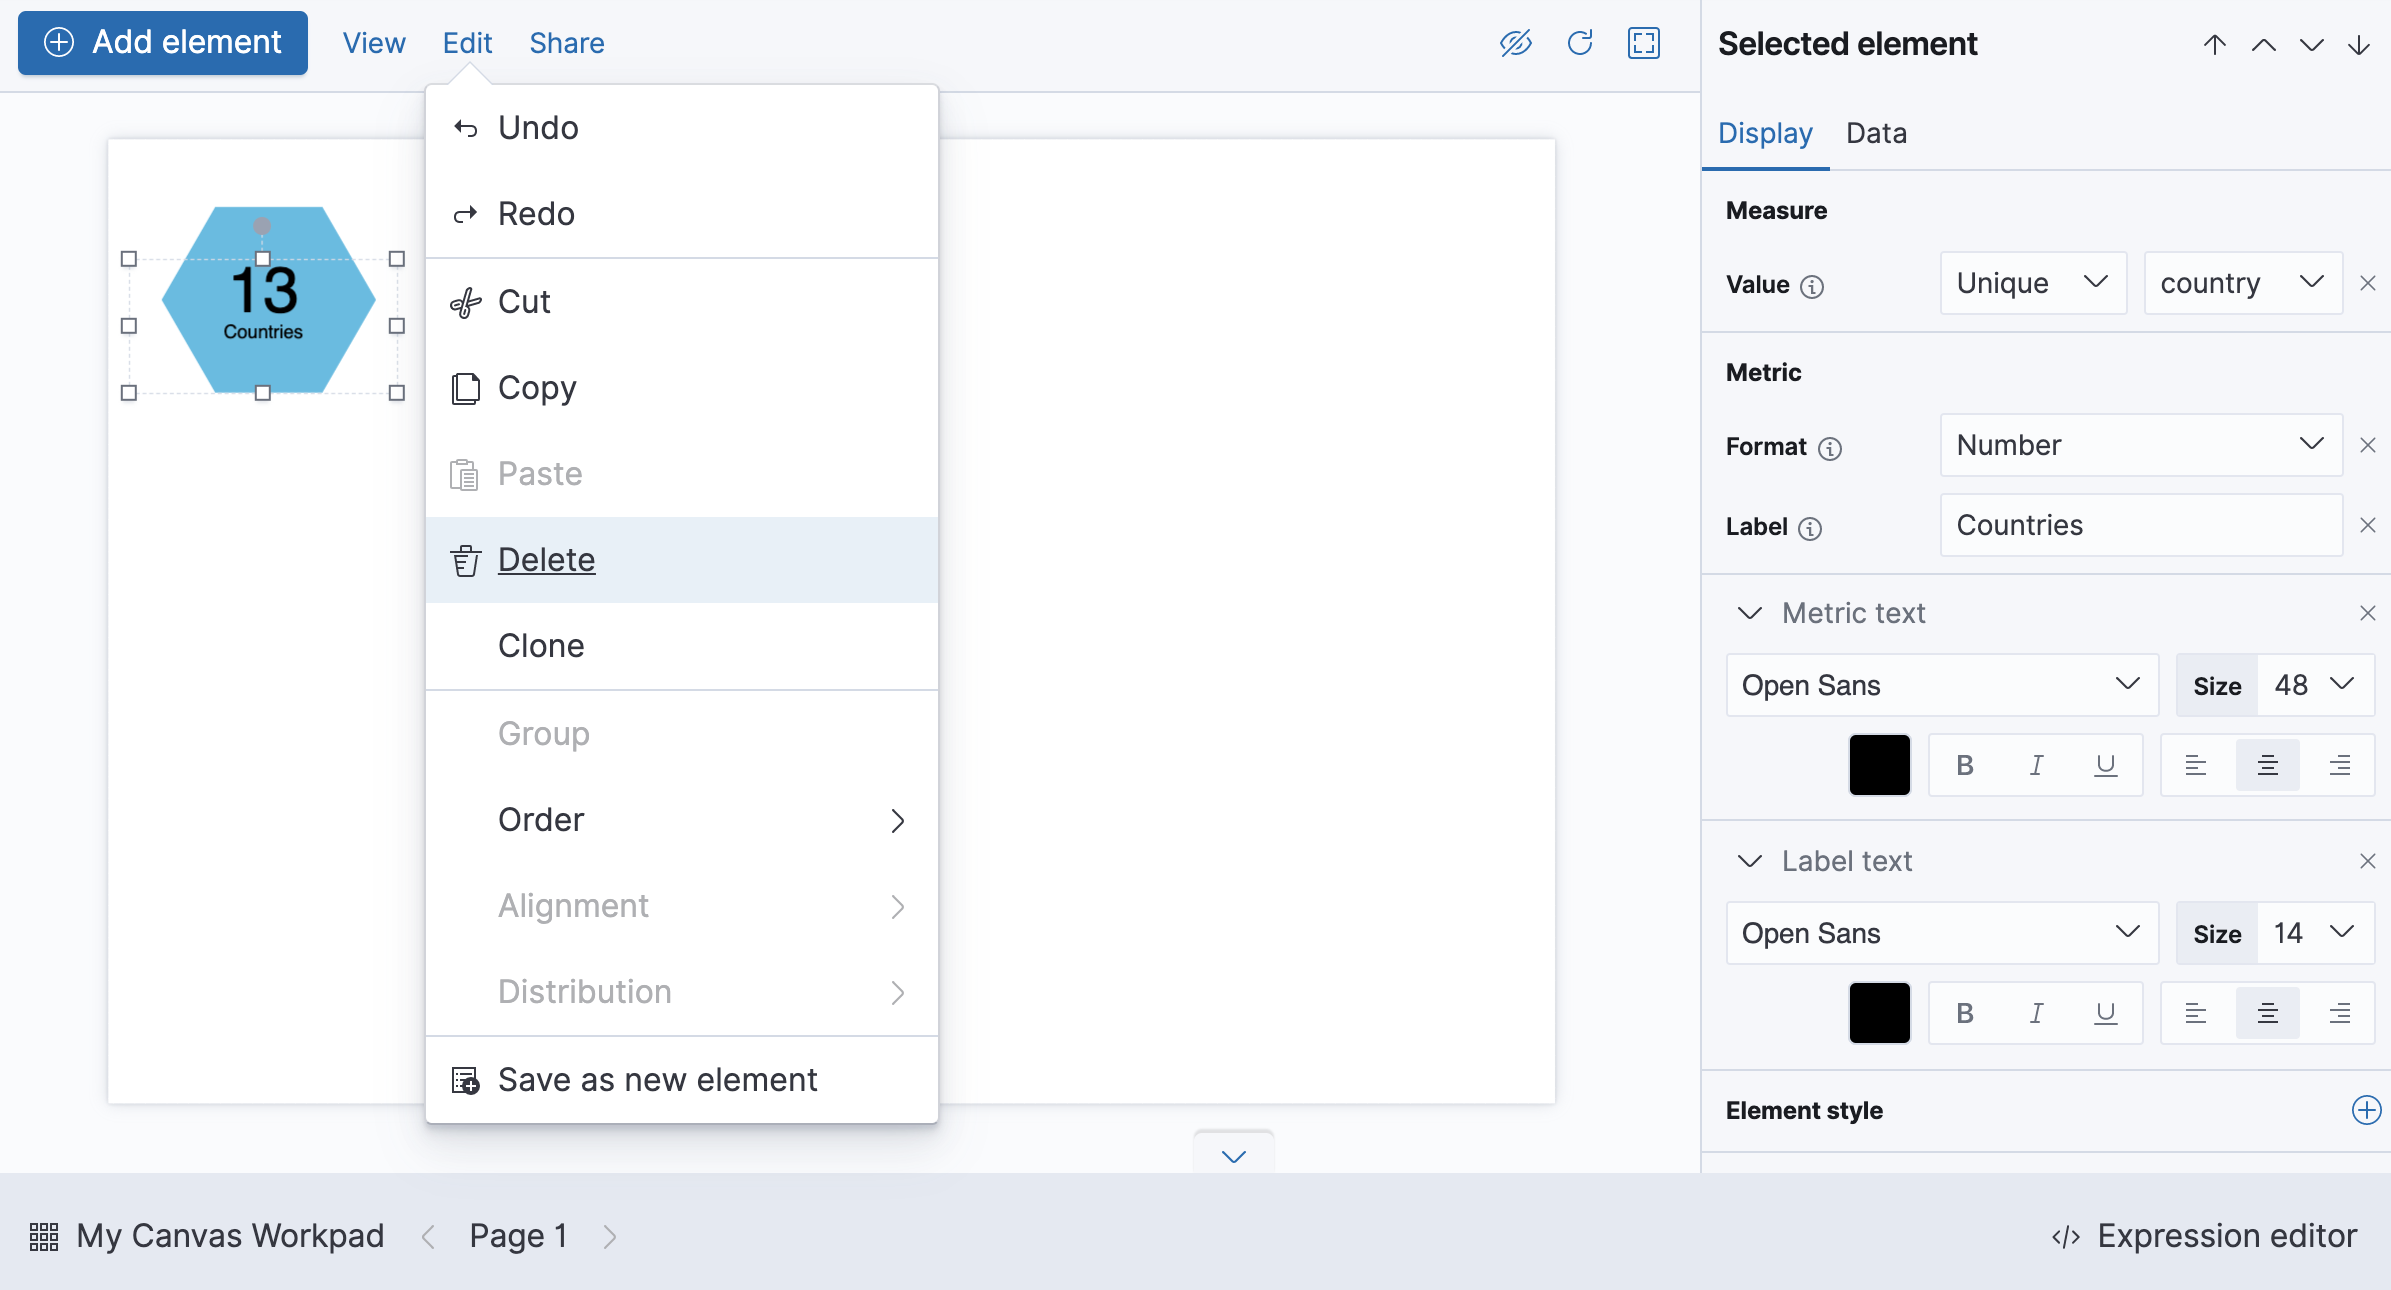 Add element View Edit Share
Undo
Redo
Cut
Copy
Paste
Delete
Clone
Group
Order
Alignment
Distribution
Save as new element
13
Countries
Selected element
Display Data
Measure
Value Unique country
Metric
Format Number
Label Countries
Metric text
Open Sans Size 48
B I U
Label text
Open Sans Size 14
B I U
Element style
My Canvas Workpad Page 1 Expression editor